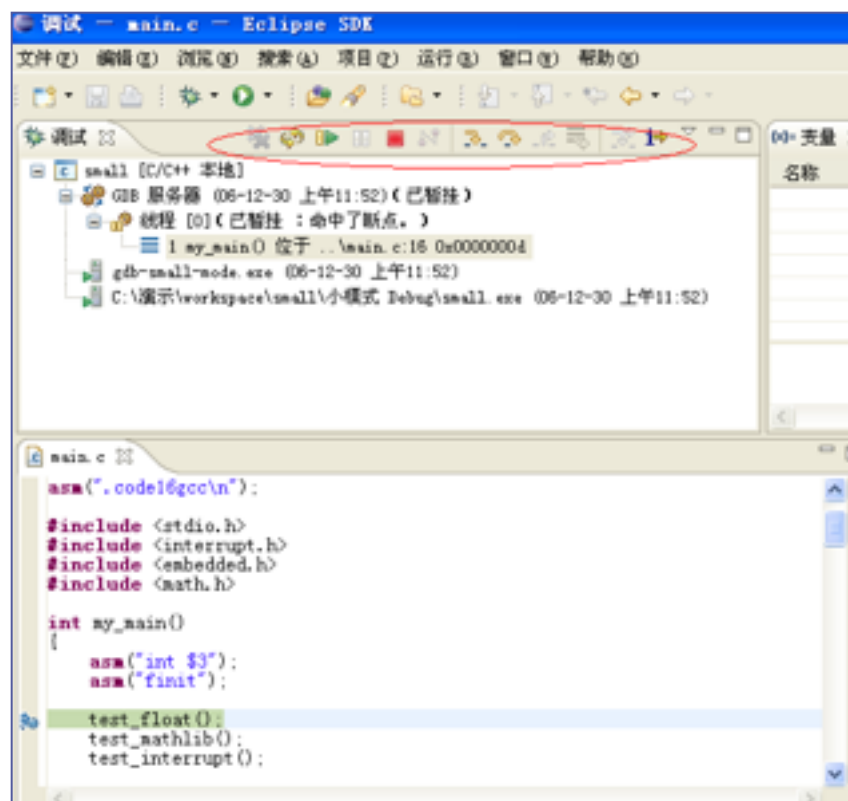 调试 - main.c - Eclipse SDK
文件(F) 编辑(E) 浏览(N) 搜索(A) 项目(P) 运行(R) 窗口(W) 帮助(H)
调试
small [C/C++ 本地]
GDB 服务器 (06-12-30 上午11:52)(已暂挂)
线程 [0](已暂挂 :命中了断点。)
1 my_main() 位于 ..\main.c:16 0x0000000d
gdb-small-mode.exe (06-12-30 上午11:52)
C:\演示\workspace\small\小模式 Debug\small.exe (06-12-30 上午11:52)
(x)= 变量
名称
main.c
asm(".code16gcc\n");
#include <stdio.h>
#include <interrupt.h>
#include <embedded.h>
#include <math.h>
int my_main()
{
asm("int $3");
asm("finit");
test_float();
test_mathlib();
test_interrupt();